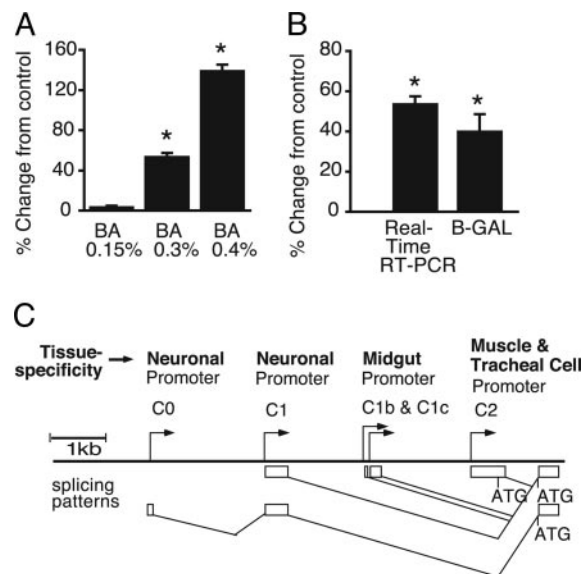 A
% Change from control
160
120
80
40
0
*
*
BA
0.15%
BA
0.3%
BA
0.4%
B
% Change from control
80
60
40
20
0
*
*
Real-
Time
RT-PCR
B-GAL
C
Tissue-
specificity
Neuronal
Promoter
Neuronal
Promoter
Midgut
Promoter
Muscle &
Tracheal Cell
Promoter
C0
C1
C1b & C1c
C2
1kb
splicing
patterns
ATG
ATG
ATG